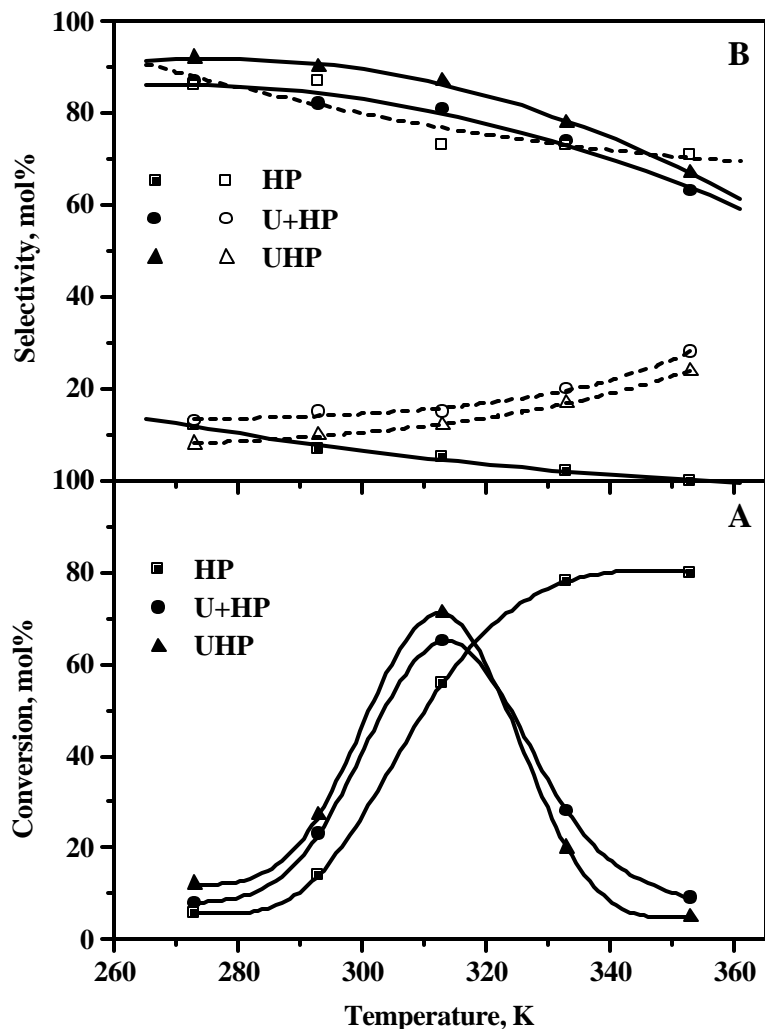 100
B
80
HP
U+HP
UHP
60
40
20
Selectivity, mol%
100
A
80
HP
U+HP
UHP
60
40
20
0
Conversion, mol%
260 280 300 320 340 360
Temperature, K